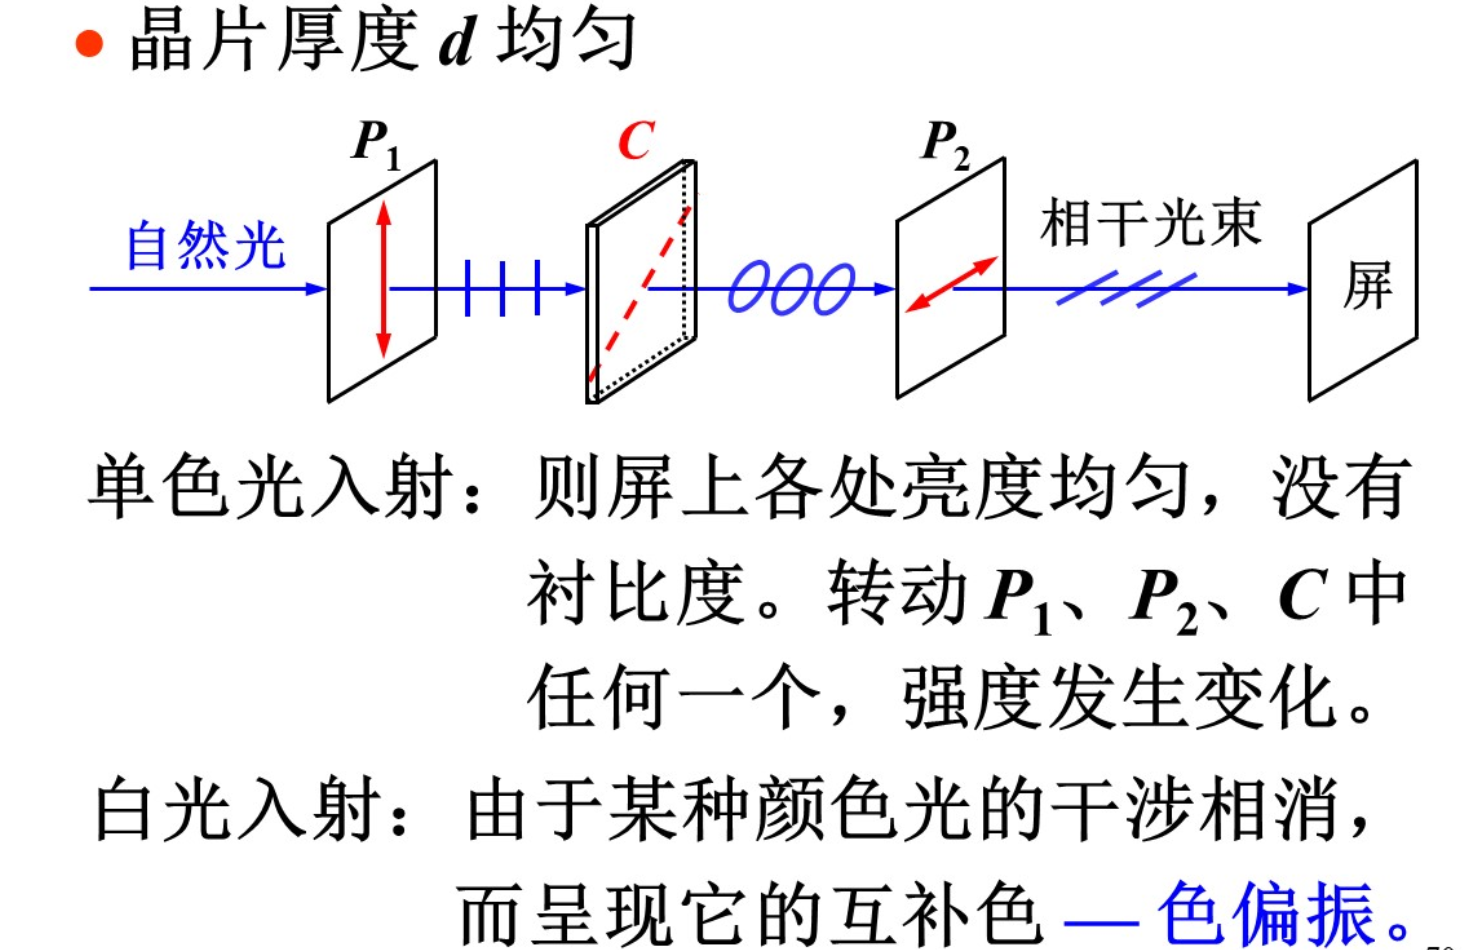 • 晶片厚度 d 均匀
P₁ C P₂
自然光 相干光束
屏
单色光入射：则屏上各处亮度均匀，没有
衬比度。转动 P₁、P₂、C 中
任何一个，强度发生变化。
白光入射：由于某种颜色光的干涉相消，
而呈现它的互补色 — 色偏振。